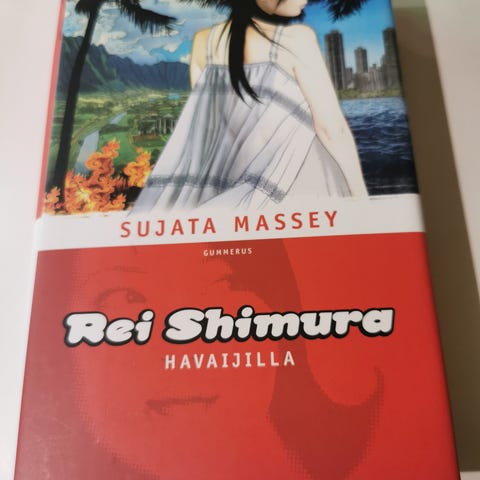 SUJATA MASSEY
GUMMERUS
Rei Shimura
HAVAIJILLA